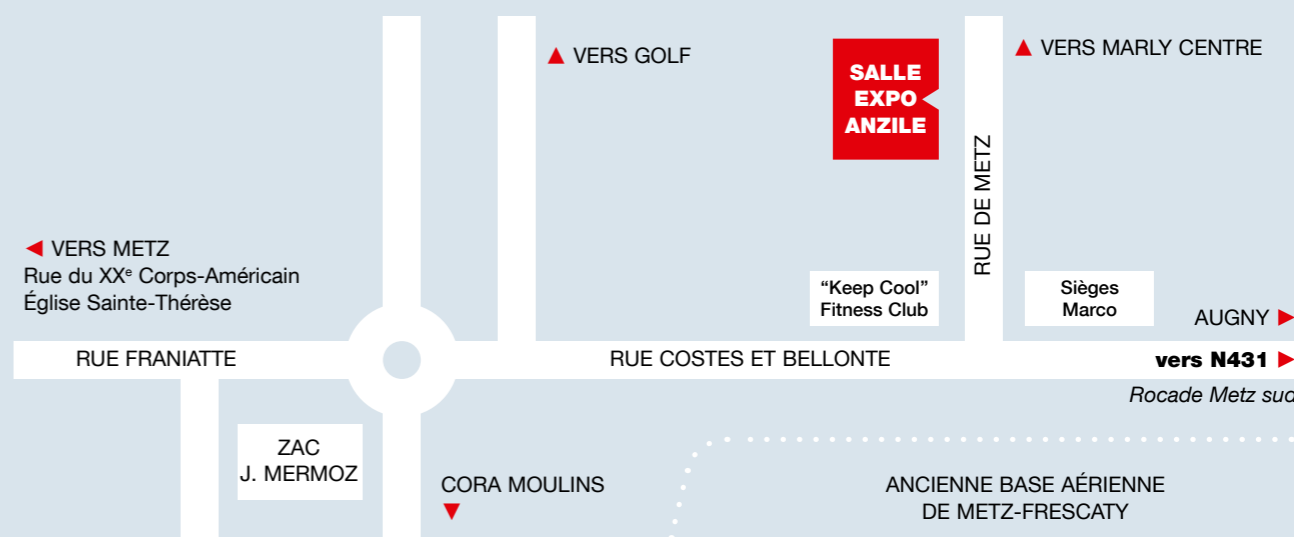 VERS GOLF
SALLE
EXPO
ANZILE
VERS MARLY CENTRE
RUE DE METZ
VERS METZ
Rue du XXᵉ Corps-Américain
Église Sainte-Thérèse
“Keep Cool”
Fitness Club
Sièges
Marco
AUGNY
RUE FRANIATTE
RUE COSTES ET BELLONTE
vers N431
Rocade Metz sud
ZAC
J. MERMOZ
CORA MOULINS
ANCIENNE BASE AÉRIENNE
DE METZ-FRESCATY